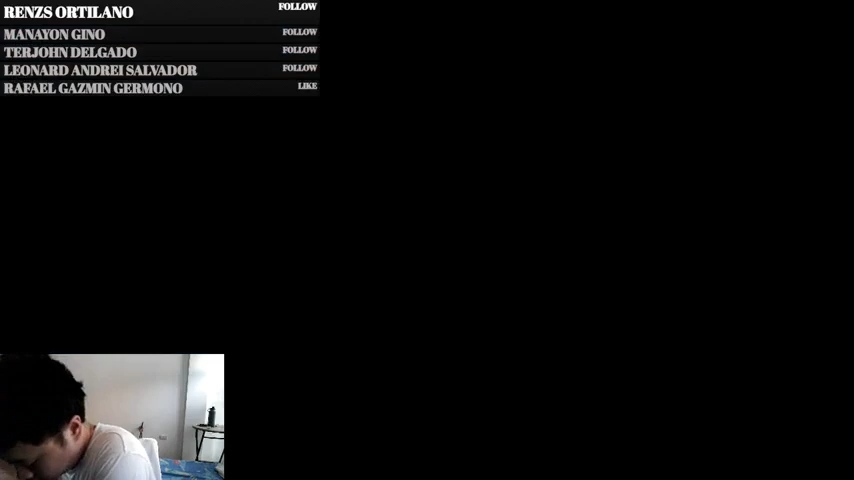 RENZS ORTILANO FOLLOW
MANAYON GINO FOLLOW
TERJOHN DELGADO FOLLOW
LEONARD ANDREI SALVADOR FOLLOW
RAFAEL GAZMIN GERMONO LIKE